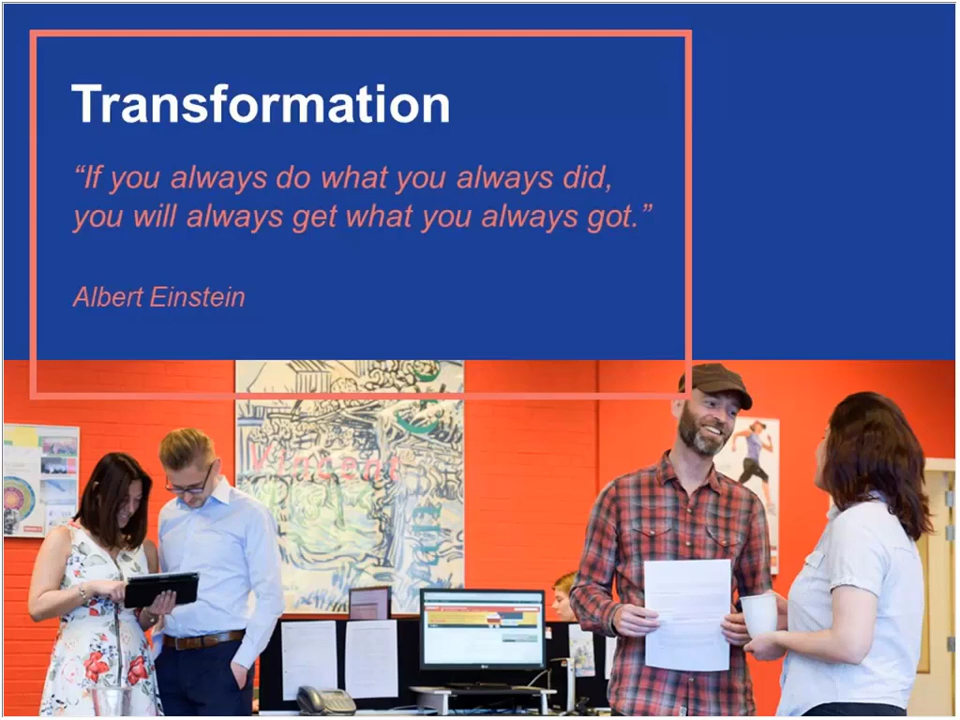 Transformation
“If you always do what you always did,
you will always get what you always got.”
Albert Einstein
Vincent